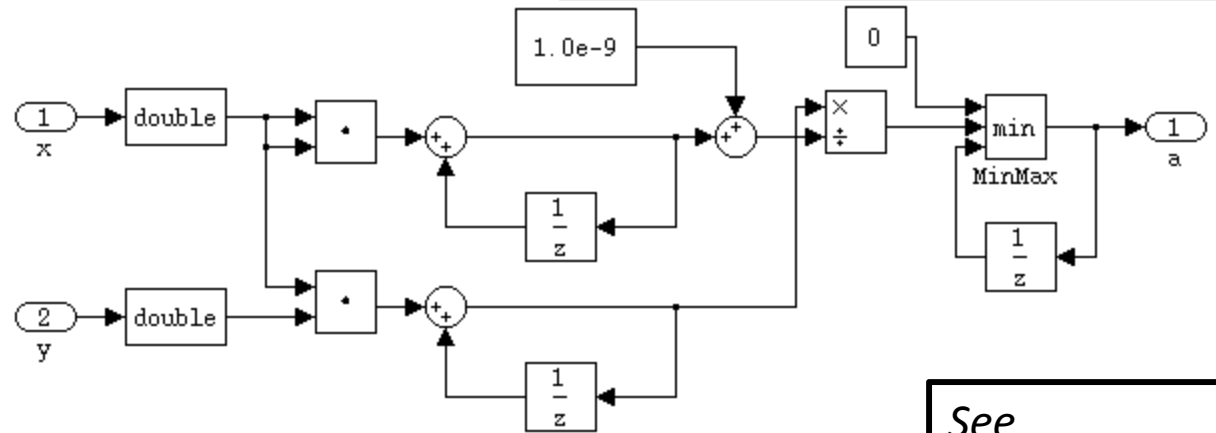 1.0e-9
0
1
x
double
·
+
+
+
+
×
÷
min
MinMax
1
a
1
z
1
z
2
y
double
·
+
+
1
z
See